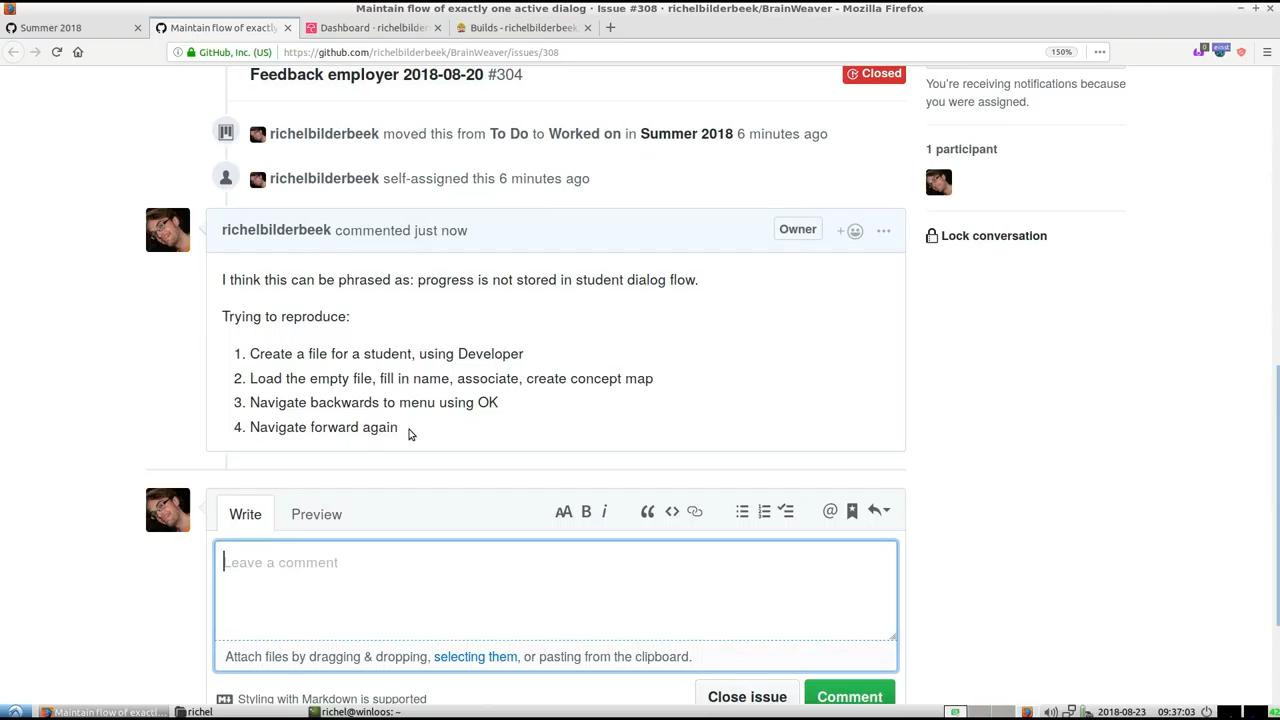 Maintain flow of exactly one active dialog · Issue #308 · richelbilderbeek/BrainWeaver - Mozilla Firefox
Summer 2018
Maintain flow of exactly
Dashboard · richelbilder
Builds - richelbilderbeek
GitHub, Inc. (US)
https://github.com/richelbilderbeek/BrainWeaver/issues/308
150%
Feedback employer 2018-08-20 #304
Closed
You're receiving notifications because
you were assigned.
richelbilderbeek moved this from To Do to Worked on in Summer 2018 6 minutes ago
1 participant
richelbilderbeek self-assigned this 6 minutes ago
richelbilderbeek commented just now
Owner
Lock conversation
I think this can be phrased as: progress is not stored in student dialog flow.
Trying to reproduce:
1. Create a file for a student, using Developer
2. Load the empty file, fill in name, associate, create concept map
3. Navigate backwards to menu using OK
4. Navigate forward again
Write
Preview
AA B i
Leave a comment
Attach files by dragging & dropping, selecting them, or pasting from the clipboard.
Styling with Markdown is supported
Close issue
Comment
Maintain flow of exactl...
richel
richel@winloos: ~
2018-08-23
09:37:03